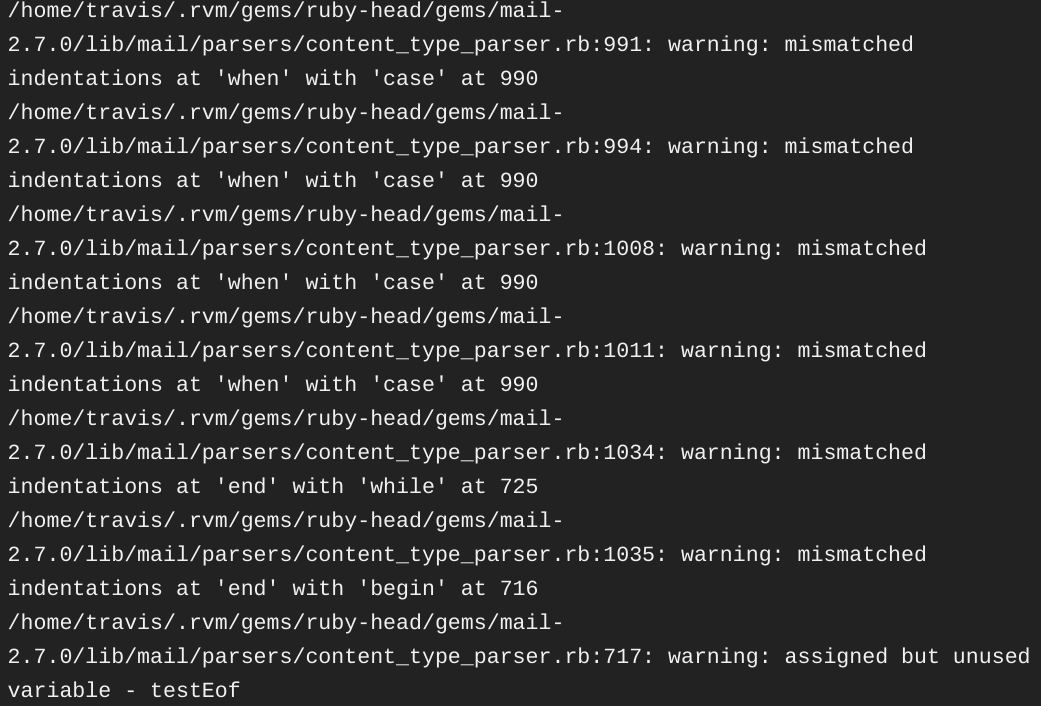 /home/travis/.rvm/gems/ruby-head/gems/mail-
2.7.0/lib/mail/parsers/content_type_parser.rb:991: warning: mismatched
indentations at 'when' with 'case' at 990
/home/travis/.rvm/gems/ruby-head/gems/mail-
2.7.0/lib/mail/parsers/content_type_parser.rb:994: warning: mismatched
indentations at 'when' with 'case' at 990
/home/travis/.rvm/gems/ruby-head/gems/mail-
2.7.0/lib/mail/parsers/content_type_parser.rb:1008: warning: mismatched
indentations at 'when' with 'case' at 990
/home/travis/.rvm/gems/ruby-head/gems/mail-
2.7.0/lib/mail/parsers/content_type_parser.rb:1011: warning: mismatched
indentations at 'when' with 'case' at 990
/home/travis/.rvm/gems/ruby-head/gems/mail-
2.7.0/lib/mail/parsers/content_type_parser.rb:1034: warning: mismatched
indentations at 'end' with 'while' at 725
/home/travis/.rvm/gems/ruby-head/gems/mail-
2.7.0/lib/mail/parsers/content_type_parser.rb:1035: warning: mismatched
indentations at 'end' with 'begin' at 716
/home/travis/.rvm/gems/ruby-head/gems/mail-
2.7.0/lib/mail/parsers/content_type_parser.rb:717: warning: assigned but unused
variable - testEof